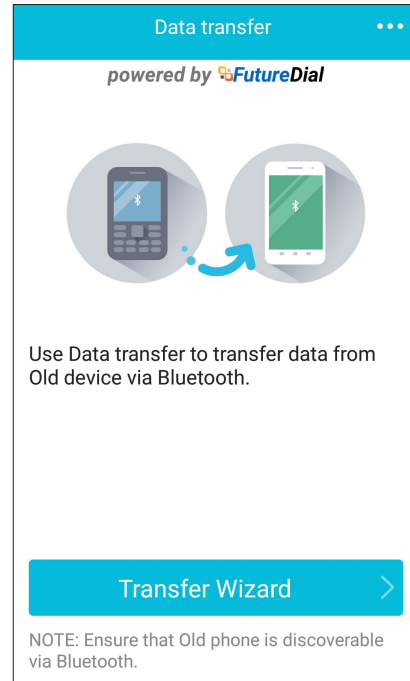 Data transfer
powered by FutureDial
Use Data transfer to transfer data from
Old device via Bluetooth.
Transfer Wizard
NOTE: Ensure that Old phone is discoverable
via Bluetooth.